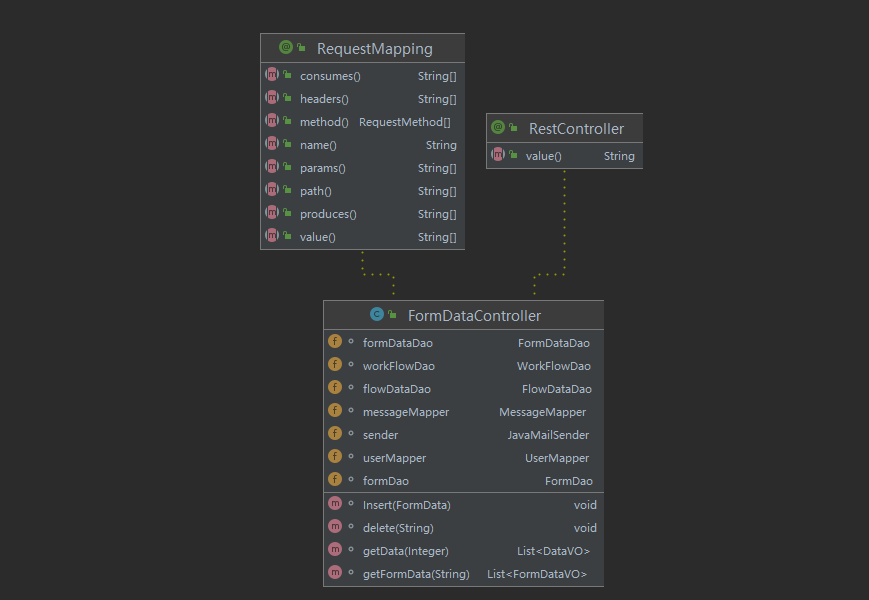 RequestMapping
consumes() String[]
headers() String[]
method() RequestMethod[]
name() String
params() String[]
path() String[]
produces() String[]
value() String[]
RestController
value() String
FormDataController
formDataDao FormDataDao
workFlowDao WorkFlowDao
flowDataDao FlowDataDao
messageMapper MessageMapper
sender JavaMailSender
userMapper UserMapper
formDao FormDao
Insert(FormData) void
delete(String) void
getData(Integer) List<DataVO>
getFormData(String) List<FormDataVO>